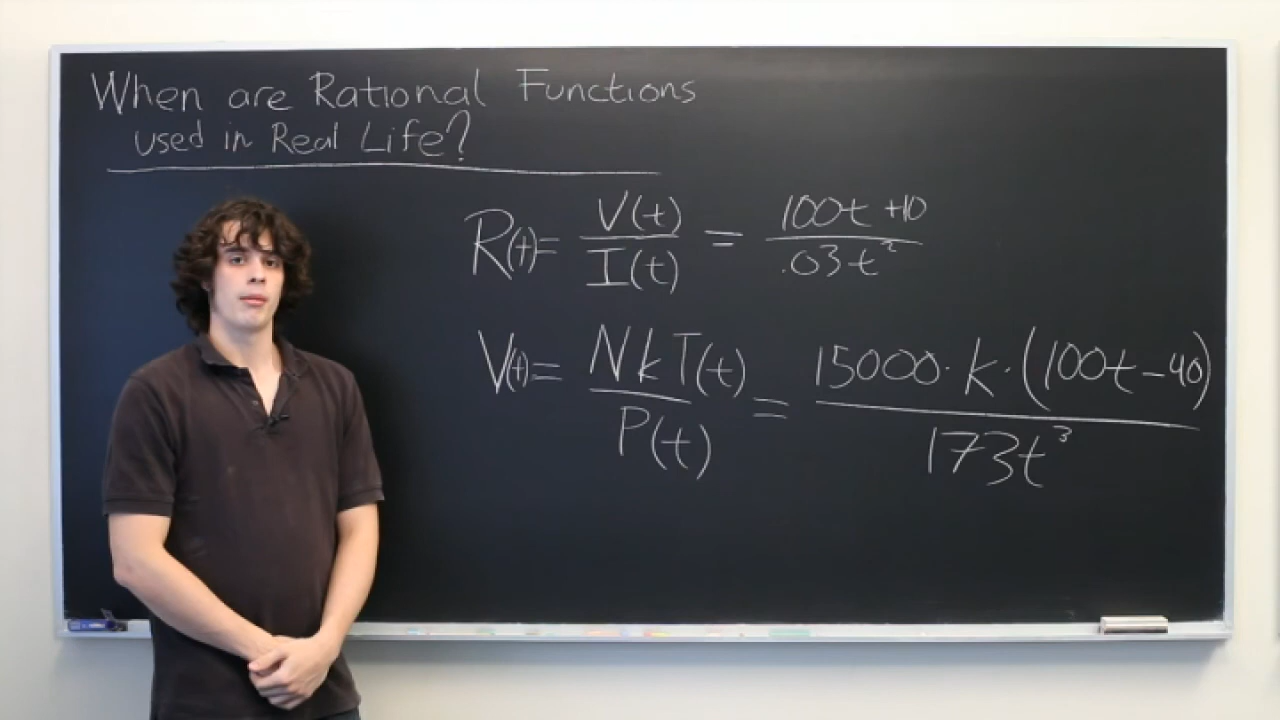 When are Rational Functions
used in Real Life?
R(t) = V(t) / I(t) = 100t + 10 / .03t²
V(t) = NkT(t) / P(t) = 15000 · k · (100t - 40) / 173t³